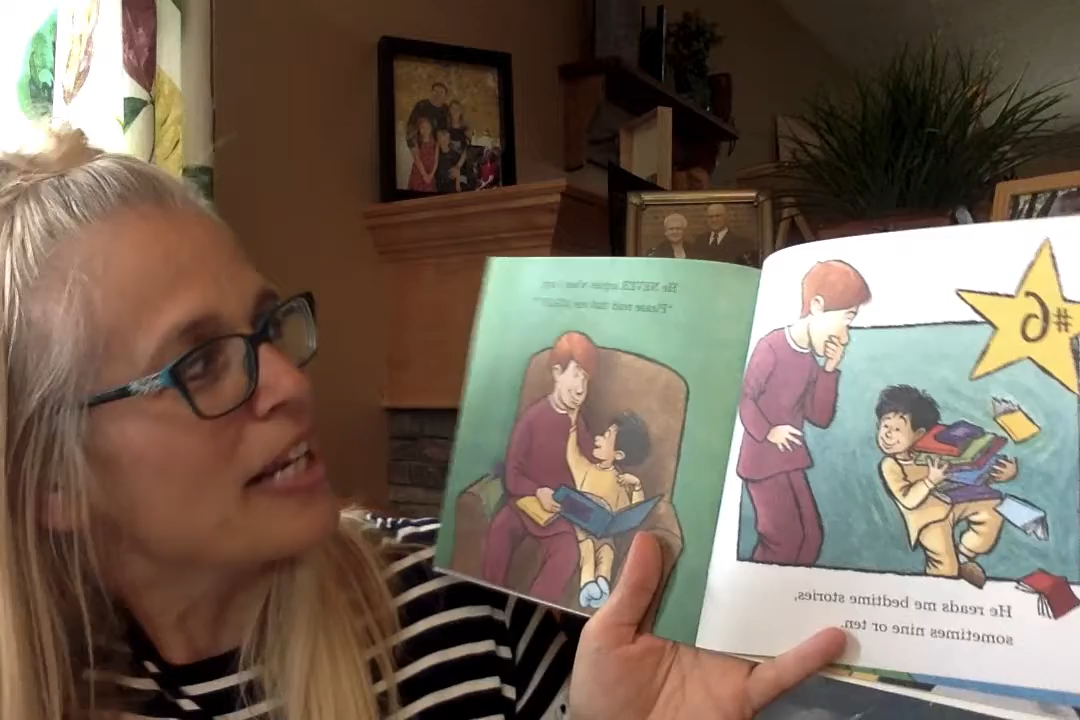 #6
He reads me bedtime stories,
sometimes nine or ten.
He NEVER argues when I say,
"Please read that one AGAIN!"